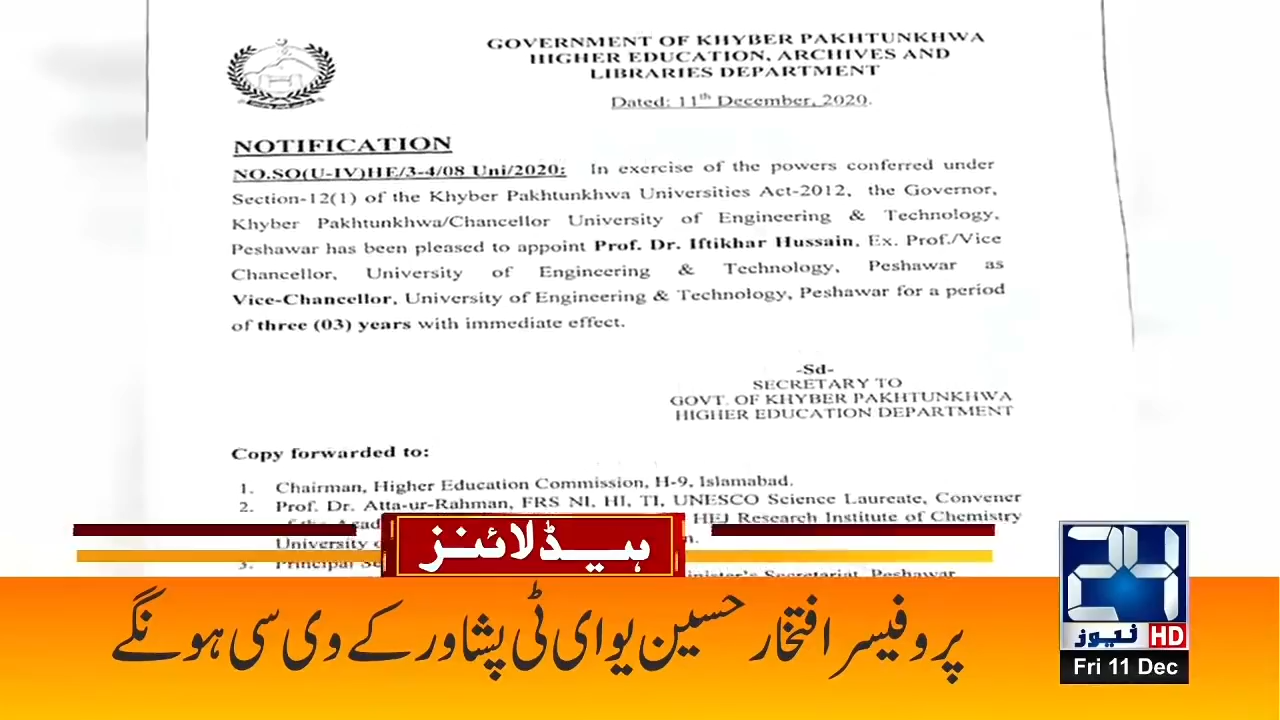 GOVERNMENT OF KHYBER PAKHTUNKHWA
HIGHER EDUCATION, ARCHIVES AND
LIBRARIES DEPARTMENT
Dated: 11th December, 2020.
NOTIFICATION
NO.SO(U-IV)HE/3-4/08 Uni/2020: In exercise of the powers conferred under
Section-12(1) of the Khyber Pakhtunkhwa Universities Act-2012, the Governor,
Khyber Pakhtunkhwa/Chancellor University of Engineering & Technology,
Peshawar has been pleased to appoint Prof. Dr. Iftikhar Hussain, Ex. Prof./Vice
Chancellor, University of Engineering & Technology, Peshawar as
Vice-Chancellor, University of Engineering & Technology, Peshawar for a period
of three (03) years with immediate effect.
-Sd-
SECRETARY TO
GOVT. OF KHYBER PAKHTUNKHWA
HIGHER EDUCATION DEPARTMENT
Copy forwarded to:
1. Chairman, Higher Education Commission, H-9, Islamabad.
2. Prof. Dr. Atta-ur-Rahman, FRS NI, HI, TI, UNESCO Science Laureate, Convener
HEJ Research Institute of Chemistry
University
3. Principal
Secretariat, Peshawar
ہیڈلائنز
پروفیسر افتخار حسین یو ای ٹی پشاور کے وی سی ہونگے
24
نیوز HD
Fri 11 Dec